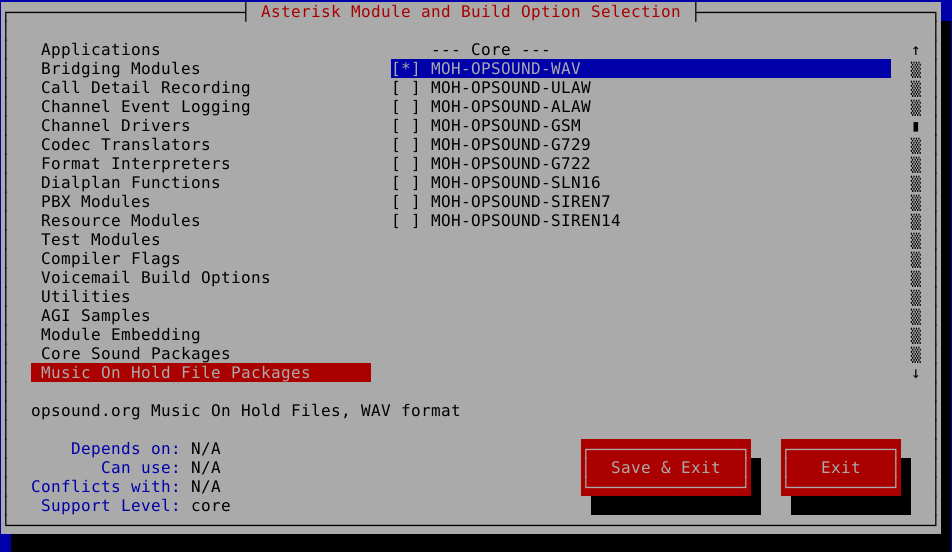 Asterisk Module and Build Option Selection
Applications --- Core --- ↑
Bridging Modules [*] MOH-OPSOUND-WAV
Call Detail Recording [ ] MOH-OPSOUND-ULAW
Channel Event Logging [ ] MOH-OPSOUND-ALAW
Channel Drivers [ ] MOH-OPSOUND-GSM
Codec Translators [ ] MOH-OPSOUND-G729
Format Interpreters [ ] MOH-OPSOUND-G722
Dialplan Functions [ ] MOH-OPSOUND-SLN16
PBX Modules [ ] MOH-OPSOUND-SIREN7
Resource Modules [ ] MOH-OPSOUND-SIREN14
Test Modules
Compiler Flags
Voicemail Build Options
Utilities
AGI Samples
Module Embedding
Core Sound Packages
Music On Hold File Packages ↓
opsound.org Music On Hold Files, WAV format
Depends on: N/A
Can use: N/A Save & Exit Exit
Conflicts with: N/A
Support Level: core